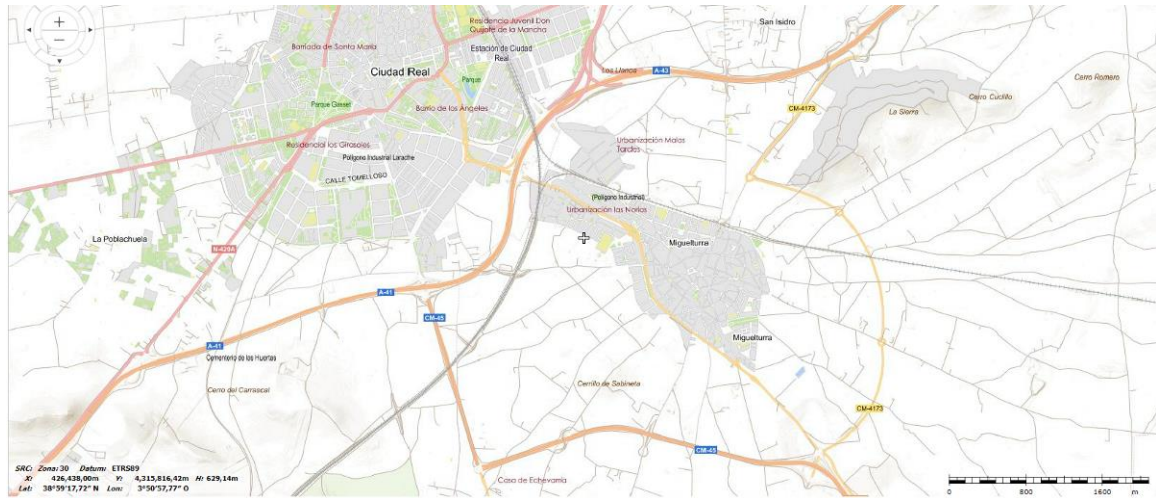 San Isidro
Residencia Juvenil Don
Quijote de la Mancha
Barriada de Santa María
Estación de Ciudad
Real
Ciudad Real
Los Llanos
A-43
Parque
Cerro Romero
Cerro Cuclillo
Parque Gasset
Barrio de los Ángeles
CM-4173
La Sierra
Residencial los Girasoles
Urbanización Malas
Tardes
Polígono Industrial Larache
CALLE TOMELLOSO
(Polígono Industrial)
Urbanización las Norias
La Poblachuela
N-420A
Miguelturra
A-41
CM-45
Miguelturra
A-41
Cementerio de las Huertas
Cerro del Carrascal
Cerrillo de Sabineta
CM-4173
CM-45
Casa de Echevarría
SRC: Zona: 30 Datum: ETRS89
X: 426,438,00m Y: 4,315,816,42m H: 629,14m
Lat: 38°59'17,72" N Lon: 3°50'57,77" O
0 800 1600 m